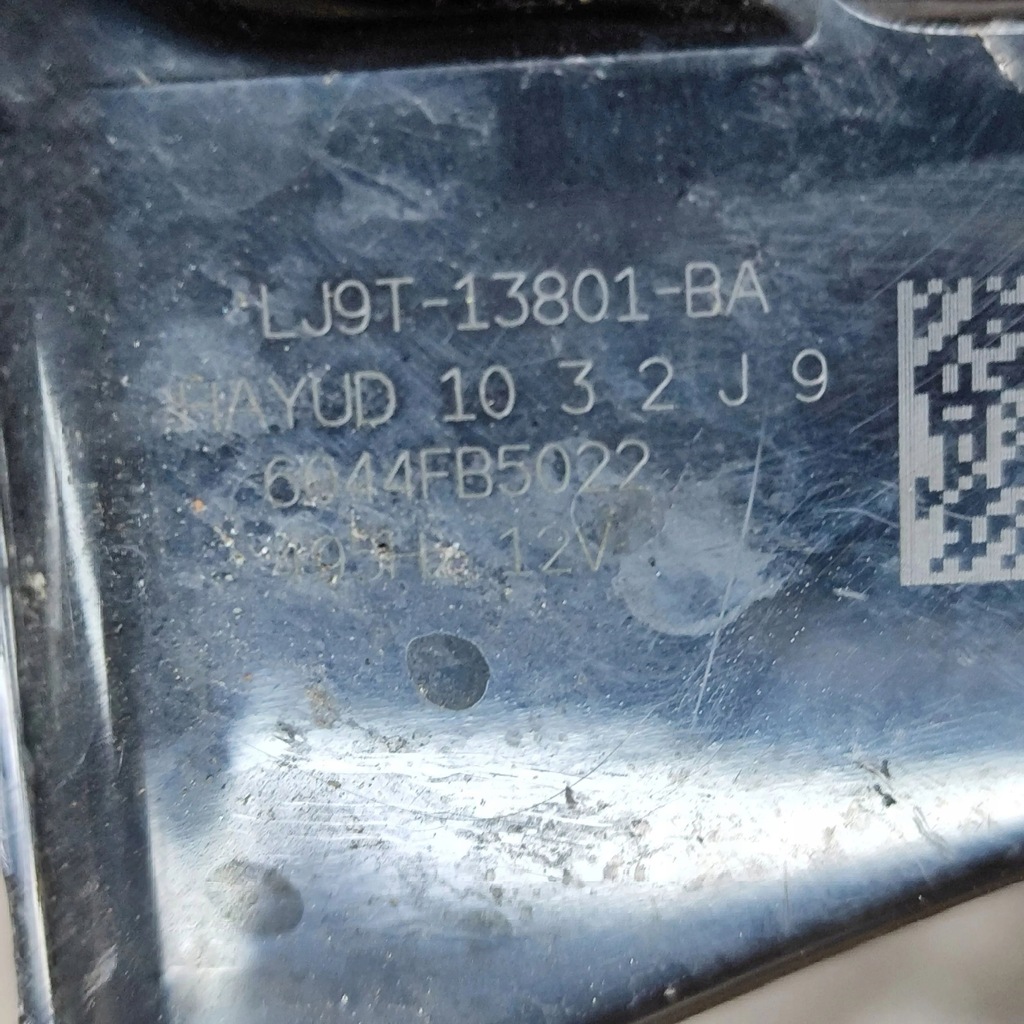 LJ9T-13801-BA
HAYUD 10 3 2 J 9
6044FB5022
12V